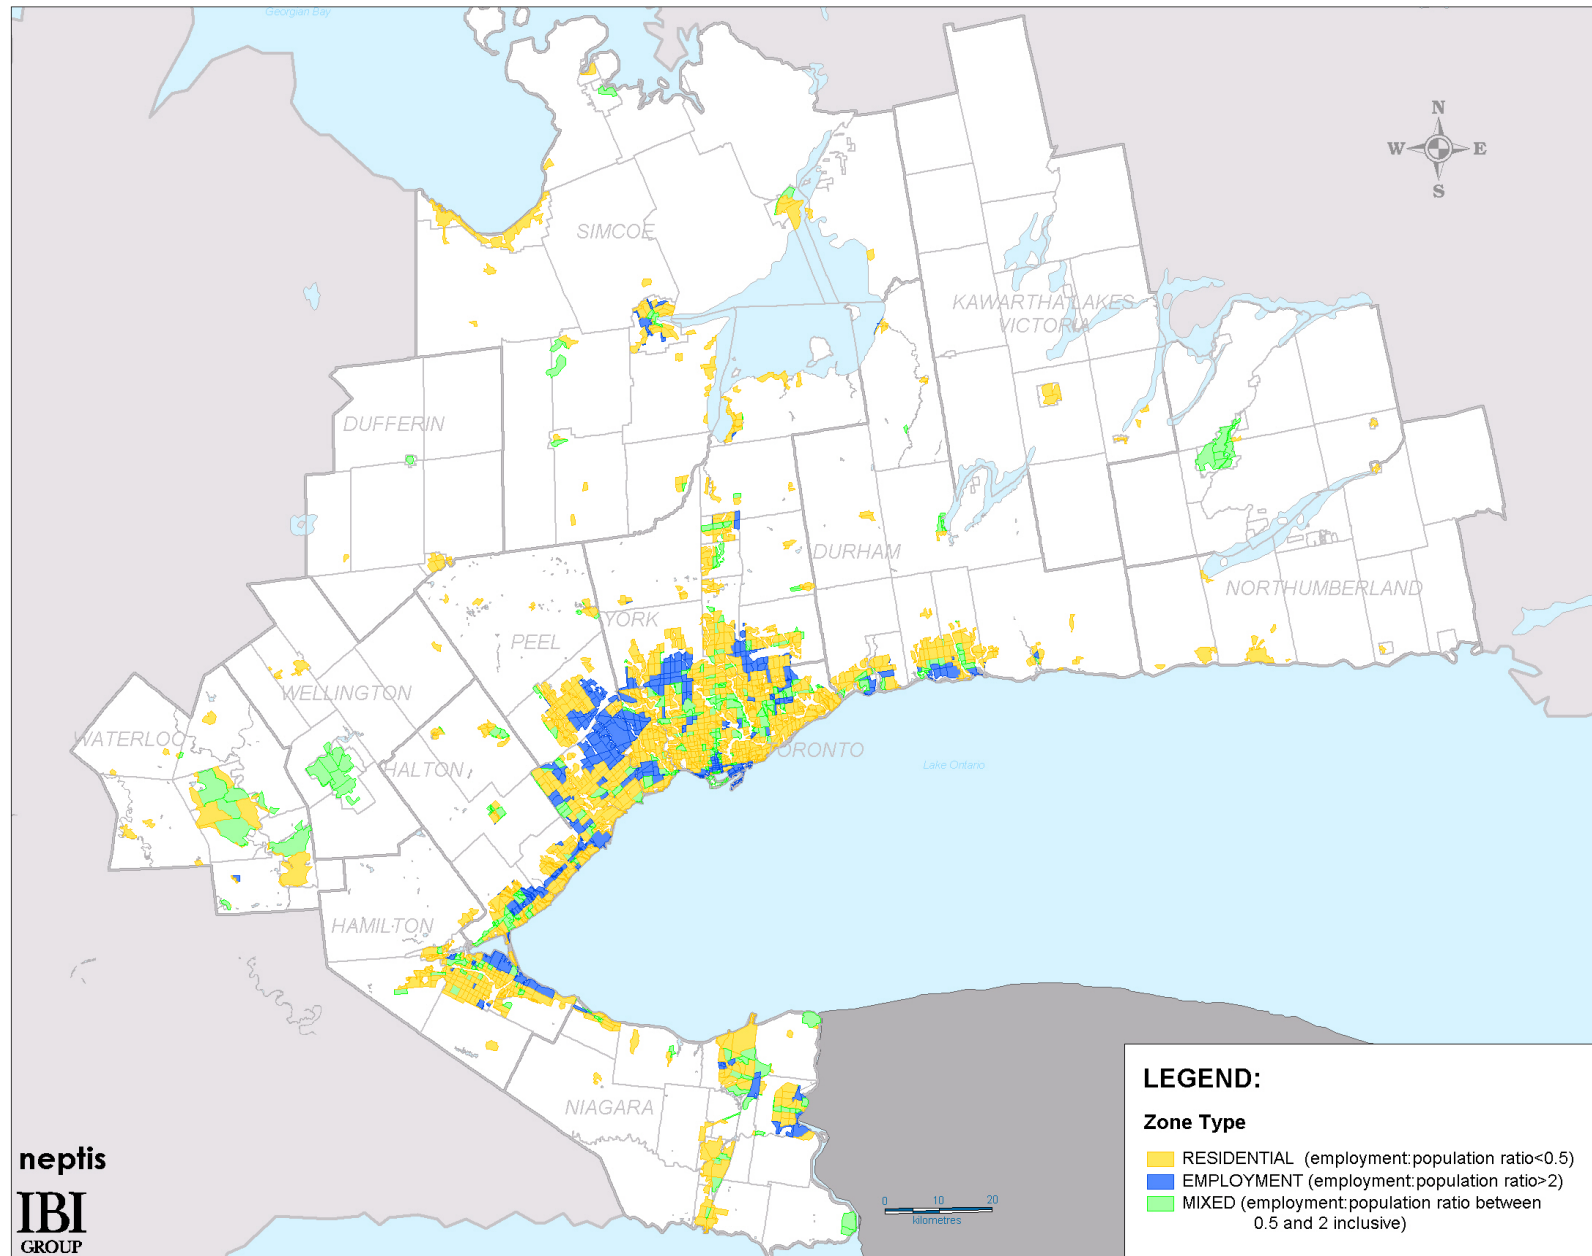 Georgian Bay
N
W E
S
SIMCOE
KAWARTHA LAKES
VICTORIA
DUFFERIN
DURHAM
NORTHUMBERLAND
YORK
PEEL
WELLINGTON
WATERLOO
HALTON
ORONTO
Lake Ontario
HAMILTON
NIAGARA
neptis
IBI
GROUP
0 10 20
kilometres
LEGEND:
Zone Type
RESIDENTIAL (employment:population ratio<0.5)
EMPLOYMENT (employment:population ratio>2)
MIXED (employment:population ratio between
0.5 and 2 inclusive)